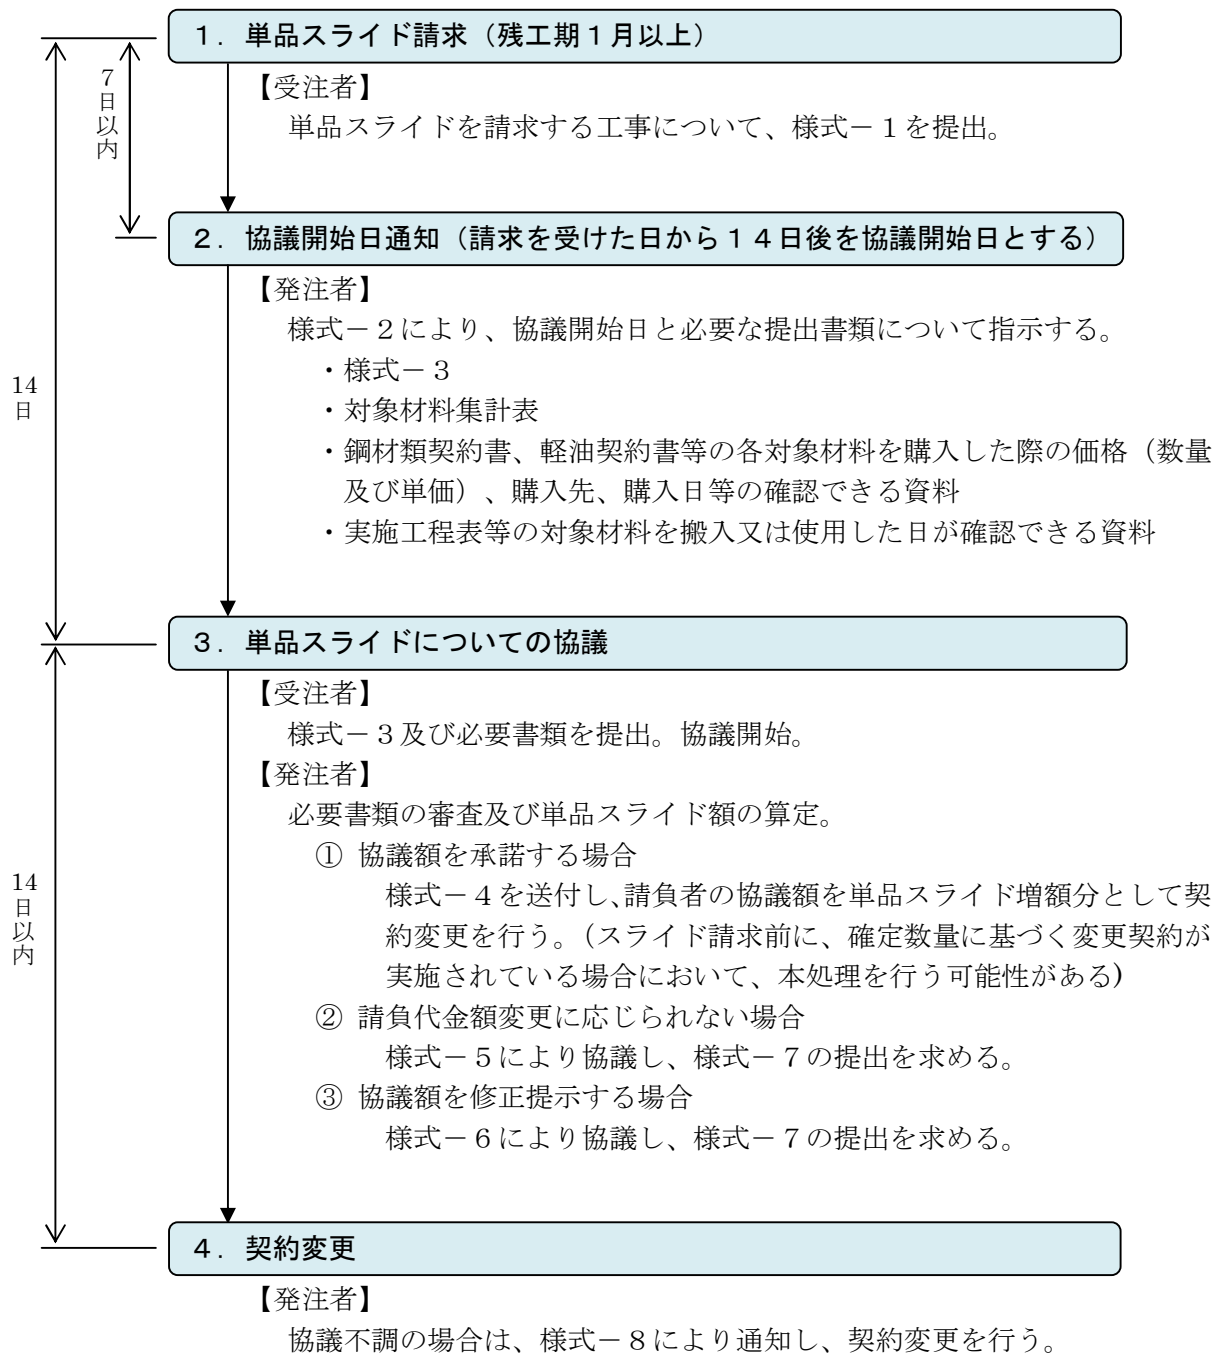 １．単品スライド請求（残工期１月以上）
7日以内
【受注者】
単品スライドを請求する工事について、様式－１を提出。
２．協議開始日通知（請求を受けた日から１４日後を協議開始日とする）
【発注者】
様式－２により、協議開始日と必要な提出書類について指示する。
・様式－３
14日
・対象材料集計表
・鋼材類契約書、軽油契約書等の各対象材料を購入した際の価格（数量
及び単価）、購入先、購入日等の確認できる資料
・実施工程表等の対象材料を搬入又は使用した日が確認できる資料
３．単品スライドについての協議
【受注者】
様式－３及び必要書類を提出。協議開始。
【発注者】
必要書類の審査及び単品スライド額の算定。
① 協議額を承諾する場合
14日以内
様式－４を送付し、請負者の協議額を単品スライド増額分として契
約変更を行う。（スライド請求前に、確定数量に基づく変更契約が
実施されている場合において、本処理を行う可能性がある)
② 請負代金額変更に応じられない場合
様式－５により協議し、様式－７の提出を求める。
③ 協議額を修正提示する場合
様式－６により協議し、様式－７の提出を求める。
４．契約変更
【発注者】
協議不調の場合は、様式－８により通知し、契約変更を行う。